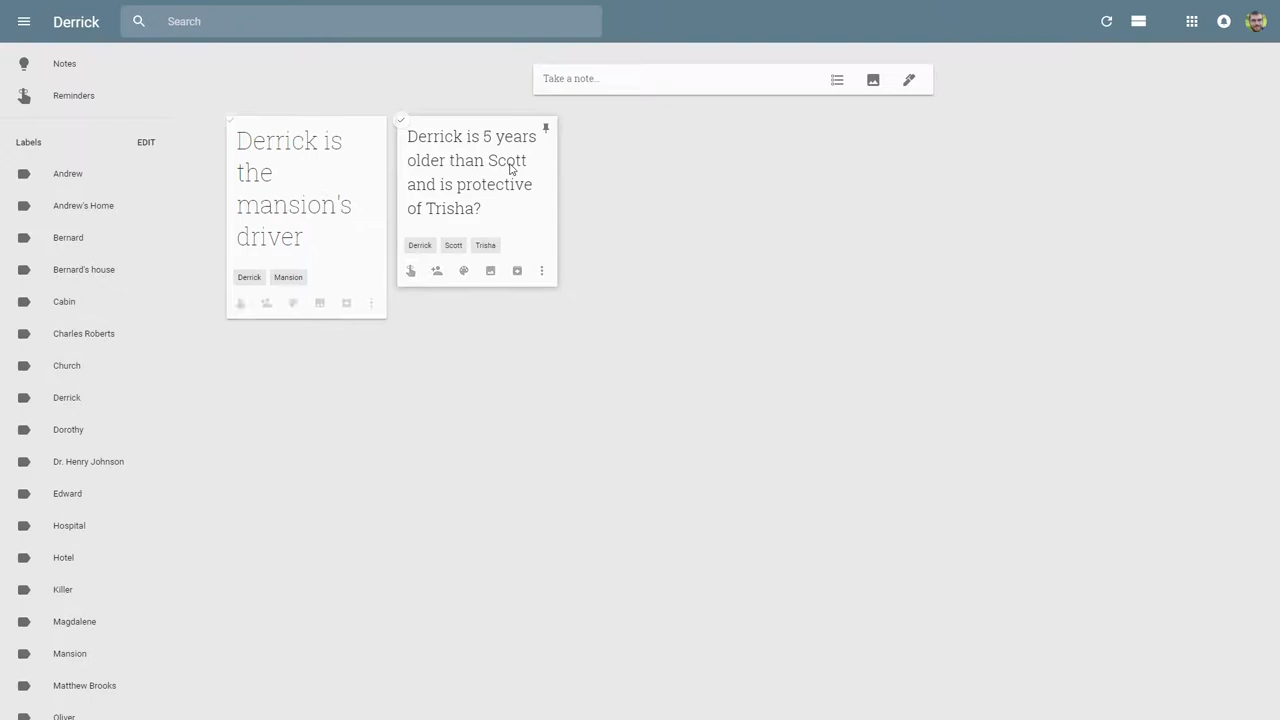 Derrick
Search
Notes
Reminders
Labels
EDIT
Andrew
Andrew's Home
Bernard
Bernard's house
Cabin
Charles Roberts
Church
Derrick
Dorothy
Dr. Henry Johnson
Edward
Hospital
Hotel
Killer
Magdalene
Mansion
Matthew Brooks
Oliver
Take a note...
Derrick is
the
mansion's
driver
Derrick
Mansion
Derrick is 5 years
older than Scott
and is protective
of Trisha?
Derrick
Scott
Trisha